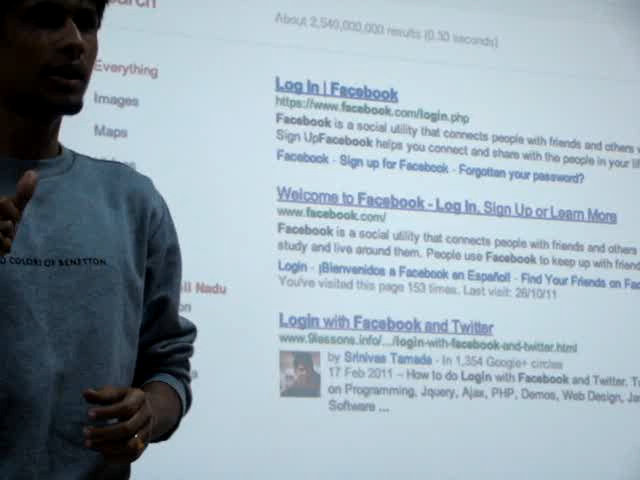 About 2,540,000,000 results (0.30 seconds)
Everything
Images
Maps
Log In | Facebook
https://www.facebook.com/login.php
Facebook is a social utility that connects people with friends and others
Sign UpFacebook helps you connect and share with the people in your
Facebook - Sign up for Facebook - Forgotten your password?
Welcome to Facebook - Log In, Sign Up or Learn More
www.facebook.com/
Facebook is a social utility that connects people with friends and others
study and live around them. People use Facebook to keep up with
Login - ¡Bienvenidos a Facebook en Español! - Find Your Friends on
You've visited this page 153 times. Last visit: 26/10/11
Nadu
Login with Facebook and Twitter
www.9lessons.info/.../login-with-facebook-and-twitter.html
by Srinivas Tamada - In 1,354 Google+ circles
17 Feb 2011 – How to do Login with Facebook and Twitter.
on Programming, Jquery, Ajax, PHP, Demos, Web Design,
Software ...
COLORS OF BENETTON